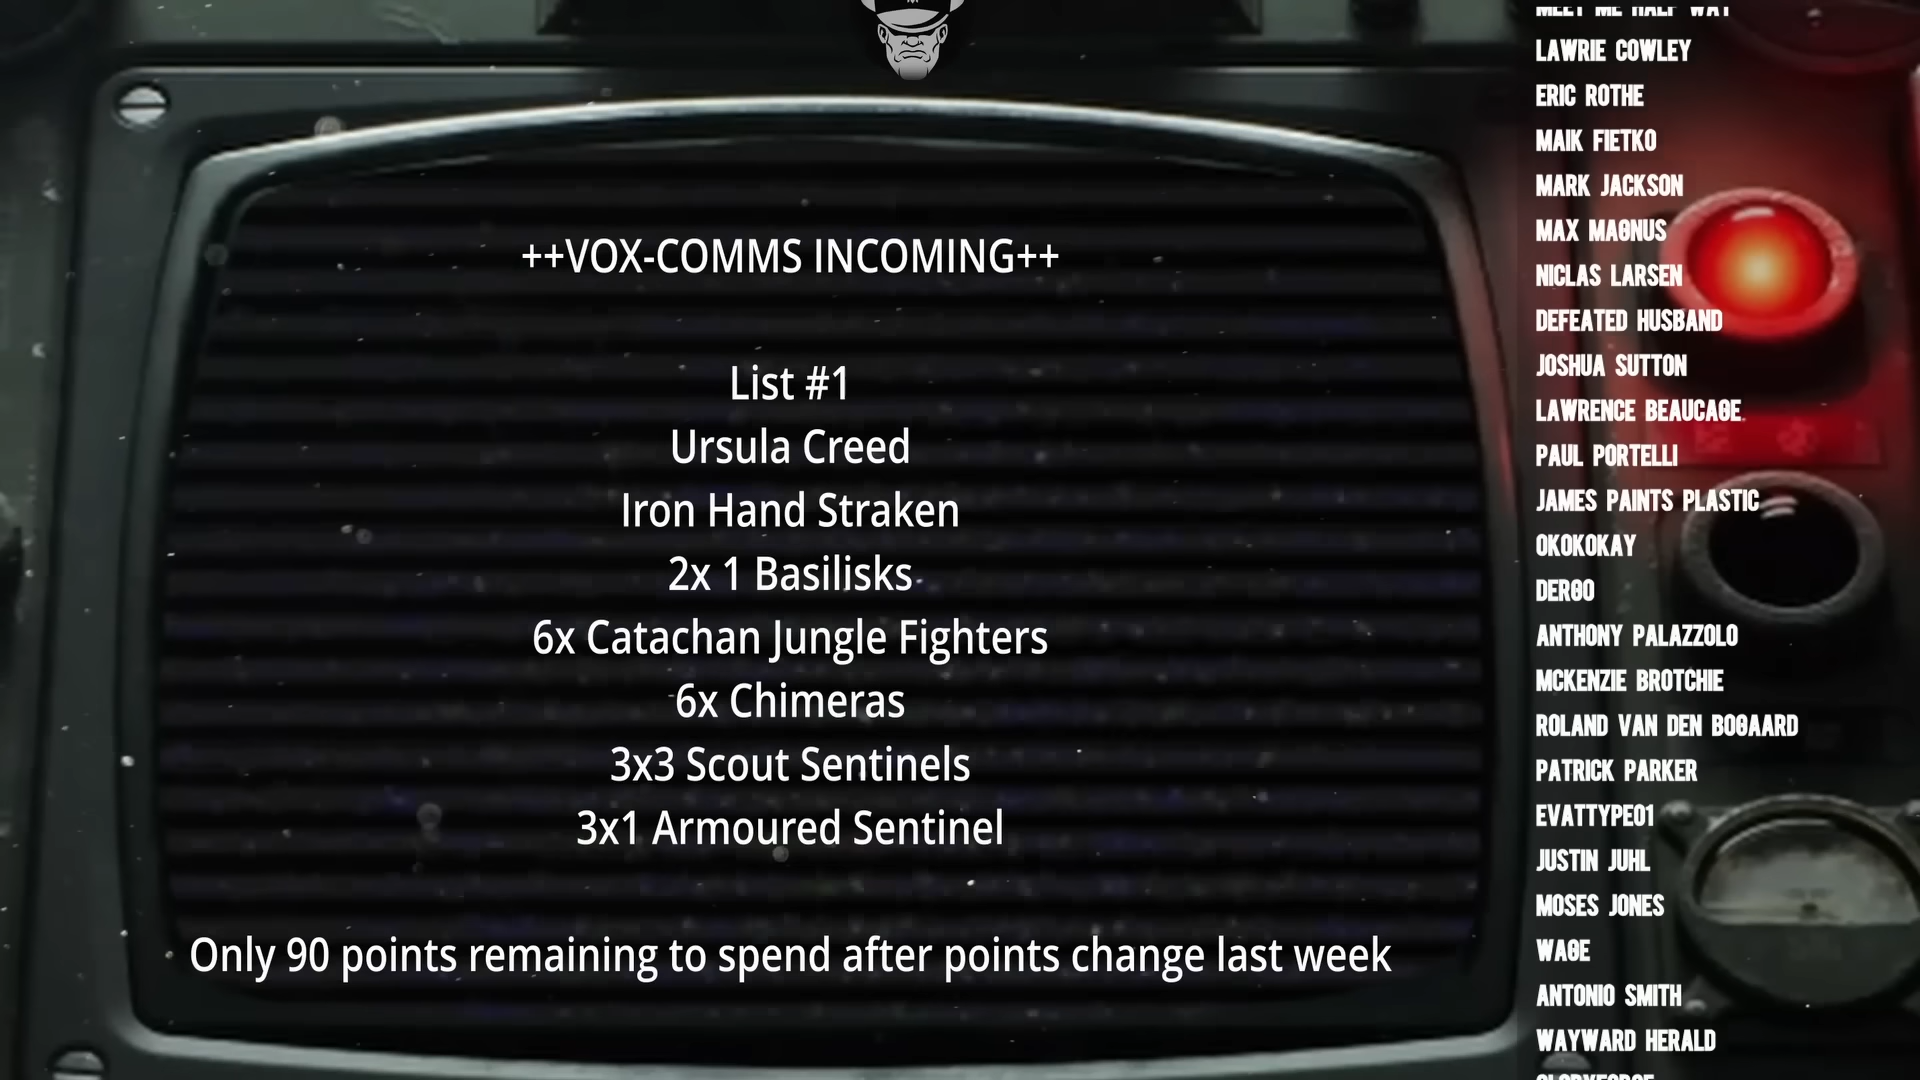 ++VOX-COMMS INCOMING++
List #1
Ursula Creed
Iron Hand Straken
2x 1 Basilisks
6x Catachan Jungle Fighters
6x Chimeras
3x3 Scout Sentinels
3x1 Armoured Sentinel
Only 90 points remaining to spend after points change last week
MEET ME HALF WAY
LAWRIE COWLEY
ERIC ROTHE
MAIK FIETKO
MARK JACKSON
MAX MAGNUS
NICLAS LARSEN
DEFEATED HUSBAND
JOSHUA SUTTON
LAWRENCE BEAUCAGE
PAUL PORTELLI
JAMES PAINTS PLASTIC
OKOKOKAY
DERGO
ANTHONY PALAZZOLO
MCKENZIE BROTCHIE
ROLAND VAN DEN BOGAARD
PATRICK PARKER
EVATTYPE01
JUSTIN JUHL
MOSES JONES
WAGE
ANTONIO SMITH
WAYWARD HERALD